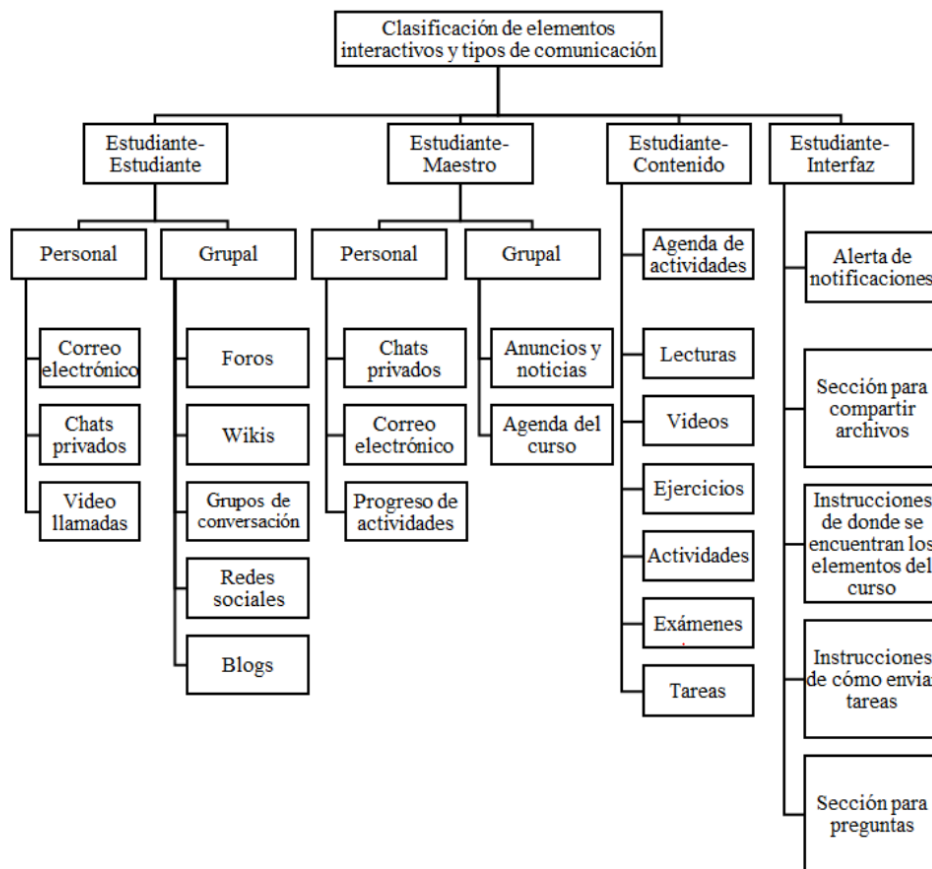 Clasificación de elementos
interactivos y tipos de comunicación
Estudiante-
Estudiante
Estudiante-
Maestro
Estudiante-
Contenido
Estudiante-
Interfaz
Personal
Grupal
Personal
Grupal
Correo
electrónico
Chats
privados
Video
llamadas
Foros
Wikis
Grupos de
conversación
Redes
sociales
Blogs
Chats
privados
Correo
electrónico
Progreso de
actividades
Anuncios y
noticias
Agenda del
curso
Agenda de
actividades
Lecturas
Videos
Ejercicios
Actividades
Exámenes
Tareas
Alerta de
notificaciones
Sección para
compartir
archivos
Instrucciones
de donde se
encuentran los
elementos del
curso
Instrucciones
de cómo enviar
tareas
Sección para
preguntas